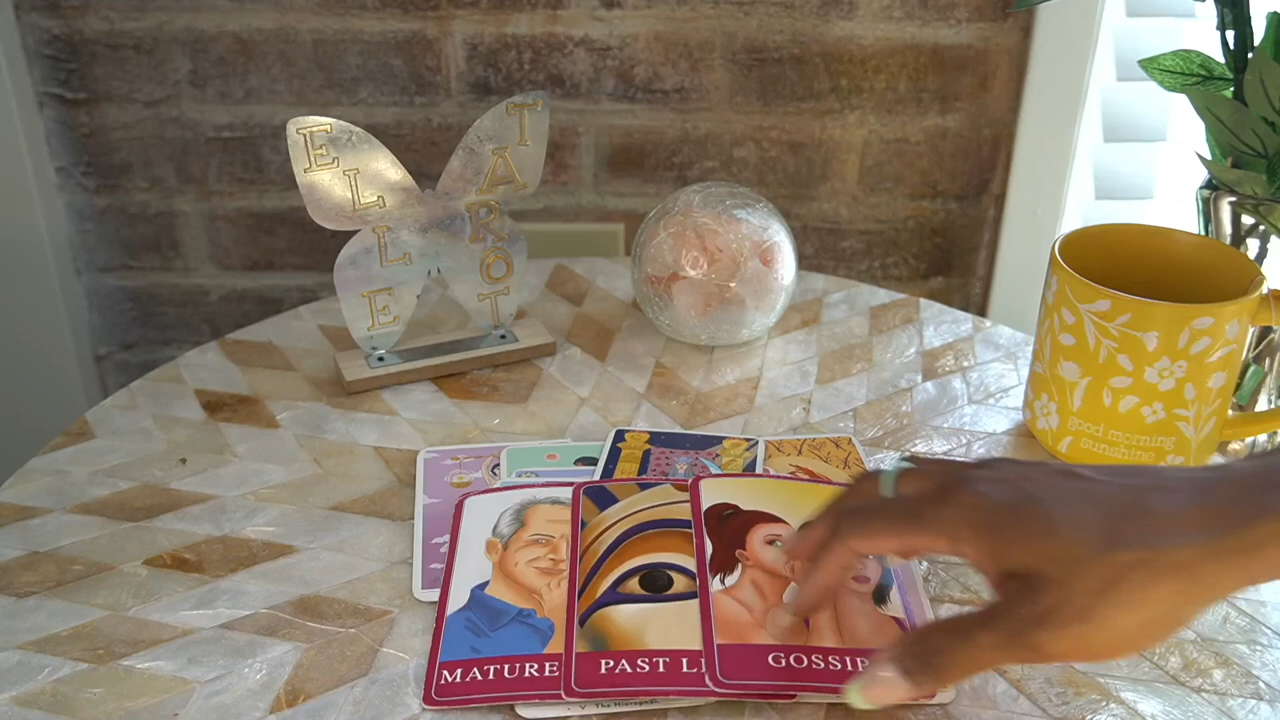 ELLE
TAROT
good morning
sunshine
MATURE
PAST LI
GOSSIP
V The Hierophant